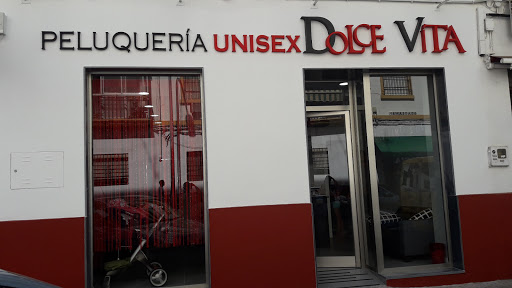 PELUQUERÍA UNISEX DOLCE VITA